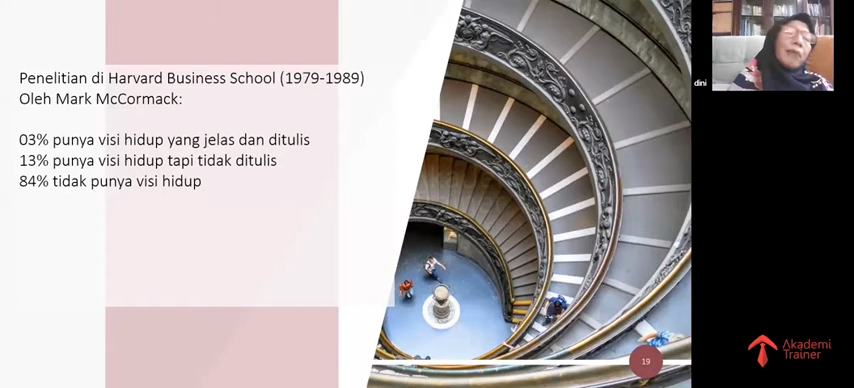 Penelitian di Harvard Business School (1979-1989)
Oleh Mark McCormack:
03% punya visi hidup yang jelas dan ditulis
13% punya visi hidup tapi tidak ditulis
84% tidak punya visi hidup
dini
19
Akademi
Trainer